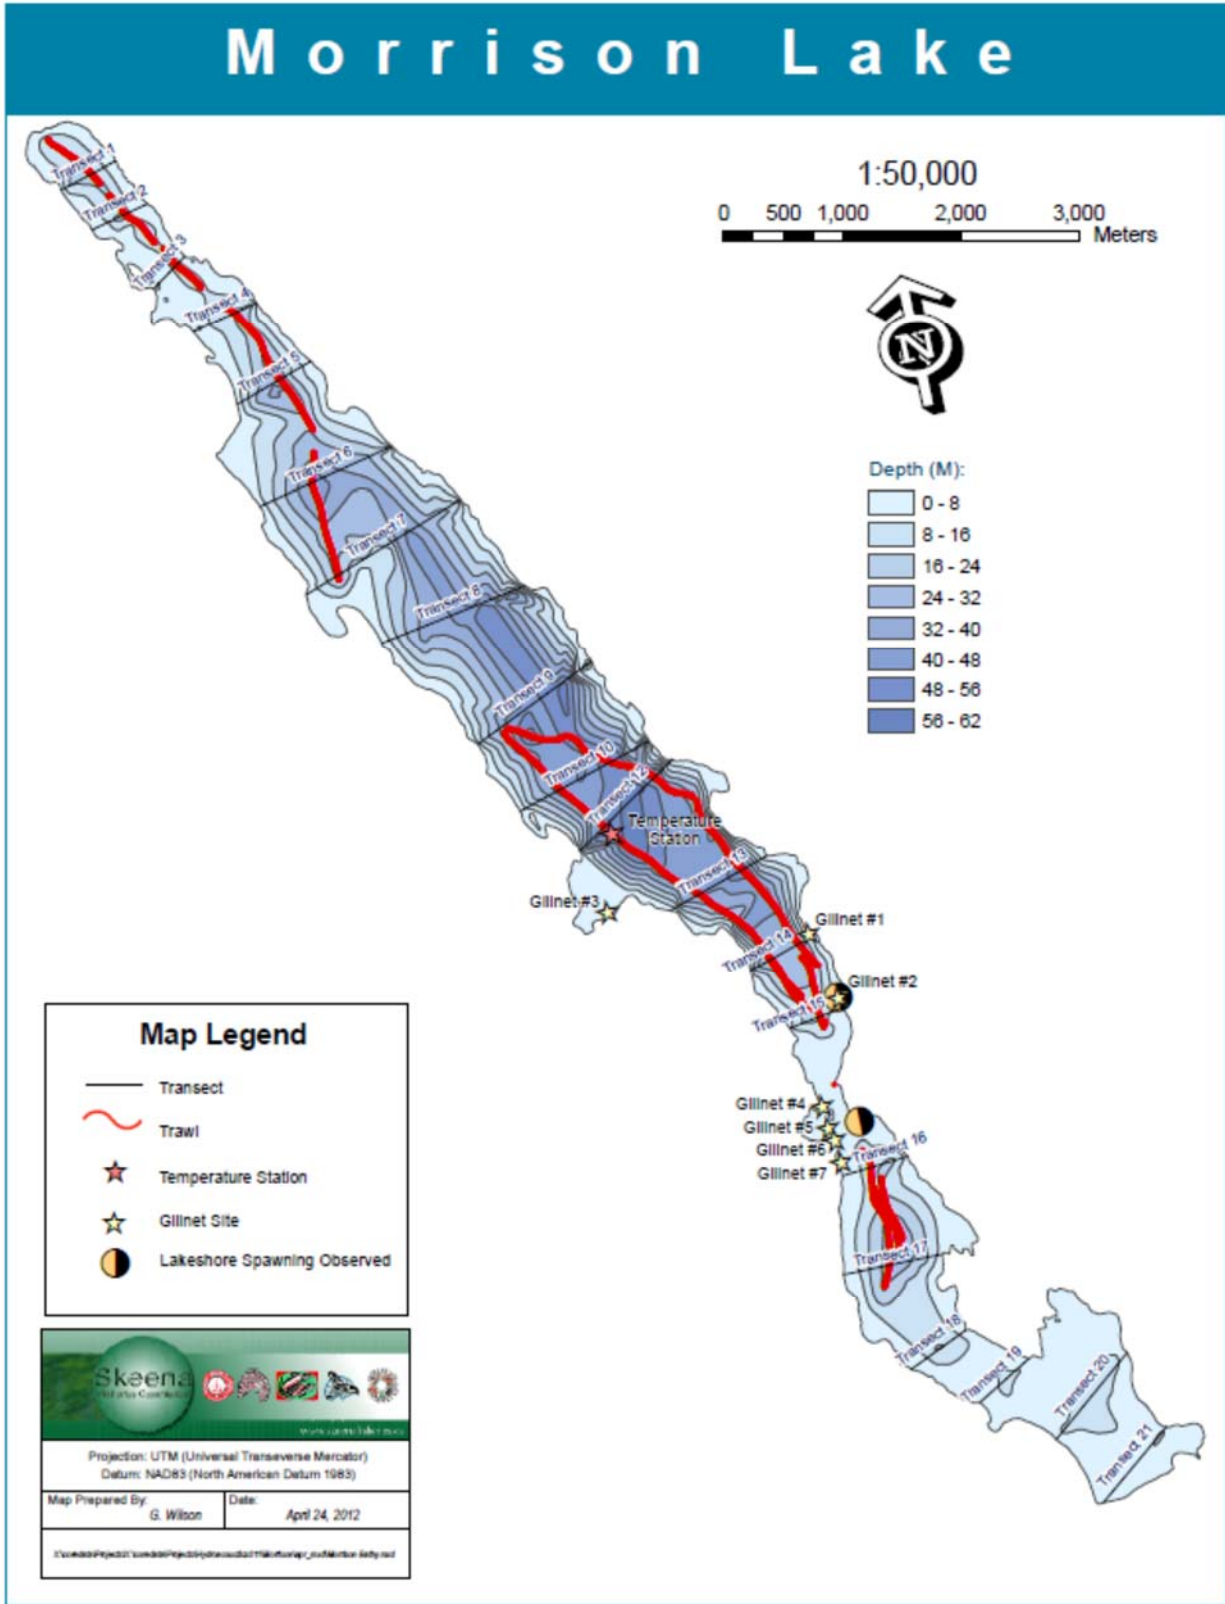 Morrison Lake
1:50,000
0 500 1,000 2,000 3,000
Meters
N
Depth (M):
0 - 8
8 - 16
16 - 24
24 - 32
32 - 40
40 - 48
48 - 56
56 - 62
Transect 1
Transect 2
Transect 3
Transect 4
Transect 5
Transect 6
Transect 7
Transect 8
Transect 9
Transect 10
Transect 12
Temperature
Station
Transect 13
Gillnet #3
Gillnet #1
Transect 14
Gillnet #2
Transect 15
Gillnet #4
Gillnet #5
Gillnet #6
Gillnet #7
Transect 16
Transect 17
Transect 18
Transect 19
Transect 20
Transect 21
Map Legend
Transect
Trawl
Temperature Station
Gillnet Site
Lakeshore Spawning Observed
Skeena
Projection: UTM (Universal Transeverse Mercator)
Datum: NAD83 (North American Datum 1983)
Map Prepared By:
G. Wilson
Date:
April 24, 2012